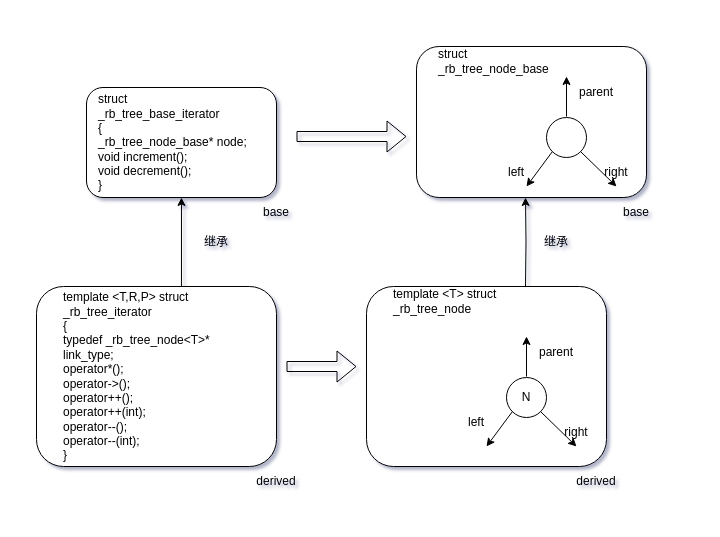 struct
_rb_tree_base_iterator
{
_rb_tree_node_base* node;
void increment();
void decrement();
}
base
struct
_rb_tree_node_base
parent
left
right
base
继承
继承
template <T,R,P> struct
_rb_tree_iterator
{
typedef _rb_tree_node<T>*
link_type;
operator*();
operator->();
operator++();
operator++(int);
operator--();
operator--(int);
}
derived
template <T> struct
_rb_tree_node
parent
N
left
right
derived